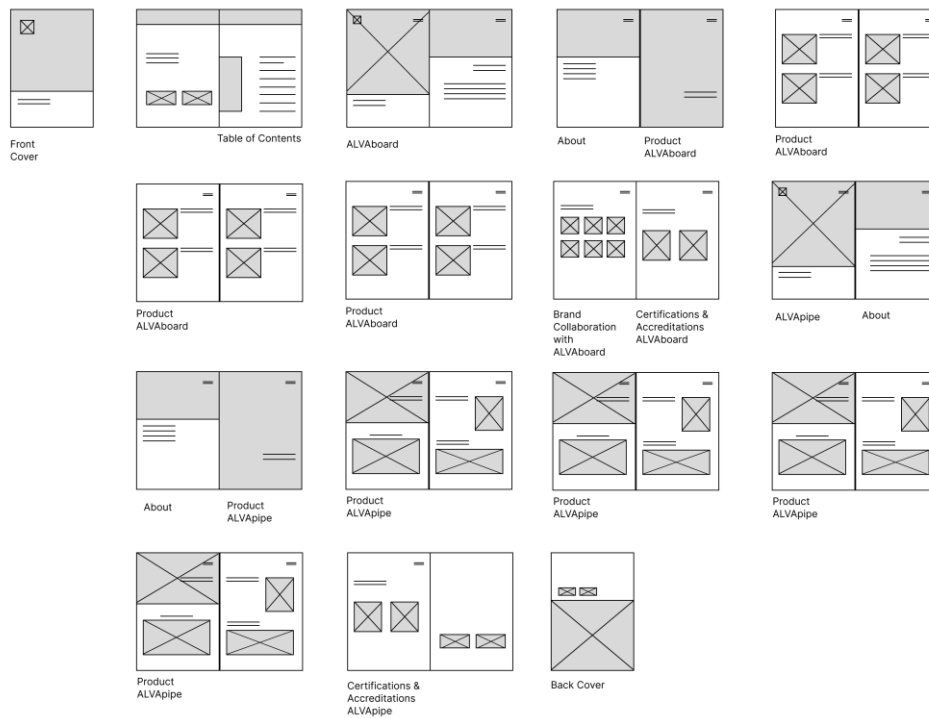 Front
Cover
Table of Contents
ALVAboard
About
Product
ALVAboard
Product
ALVAboard
Product
ALVAboard
Product
ALVAboard
Brand
Collaboration
with
ALVAboard
Certifications &
Accreditations
ALVAboard
ALVApipe
About
About
Product
ALVApipe
Product
ALVApipe
Product
ALVApipe
Product
ALVApipe
Product
ALVApipe
Certifications &
Accreditations
ALVApipe
Back Cover